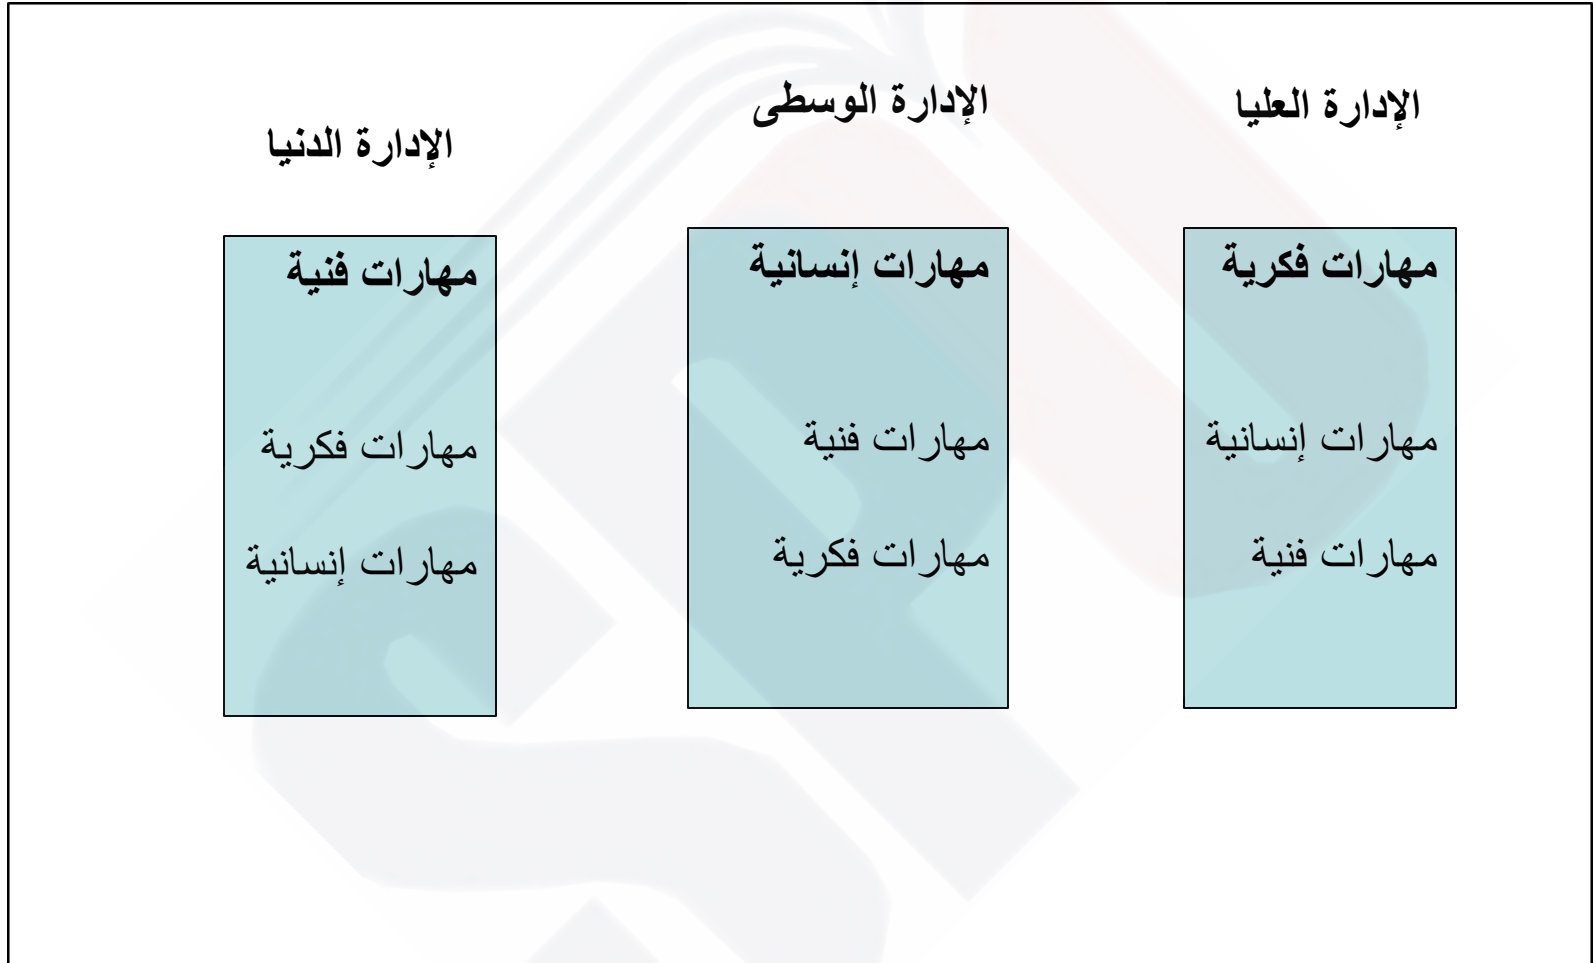 الإدارة العليا
مهارات فكرية
مهارات إنسانية
مهارات فنية
الإدارة الوسطى
مهارات إنسانية
مهارات فنية
مهارات فكرية
الإدارة الدنيا
مهارات فنية
مهارات فكرية
مهارات إنسانية